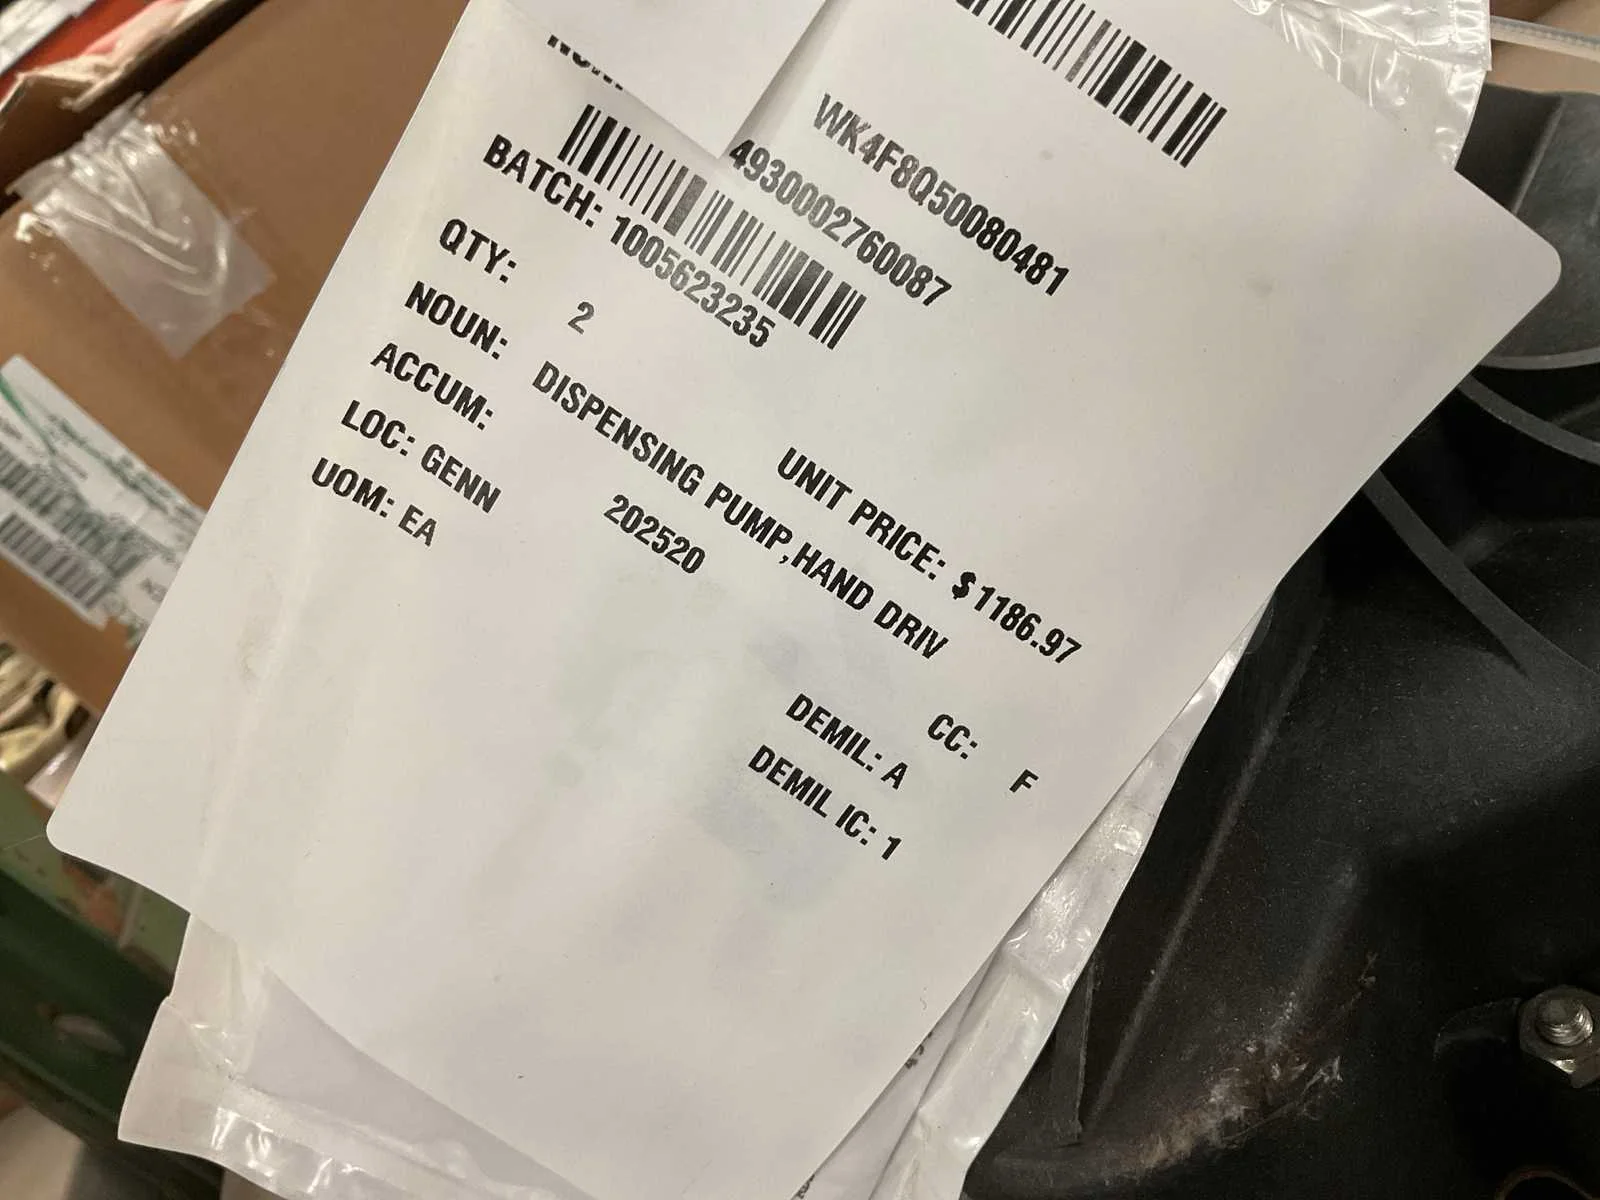 WK4F8Q50080481
4930002760087
BATCH: 1005623235
QTY: 2 UNIT PRICE: $1186.97
NOUN: DISPENSING PUMP,HAND DRIV
ACCUM: 202520 CC: F
LOC: GENN DEMIL: A
UOM: EA DEMIL IC: 1